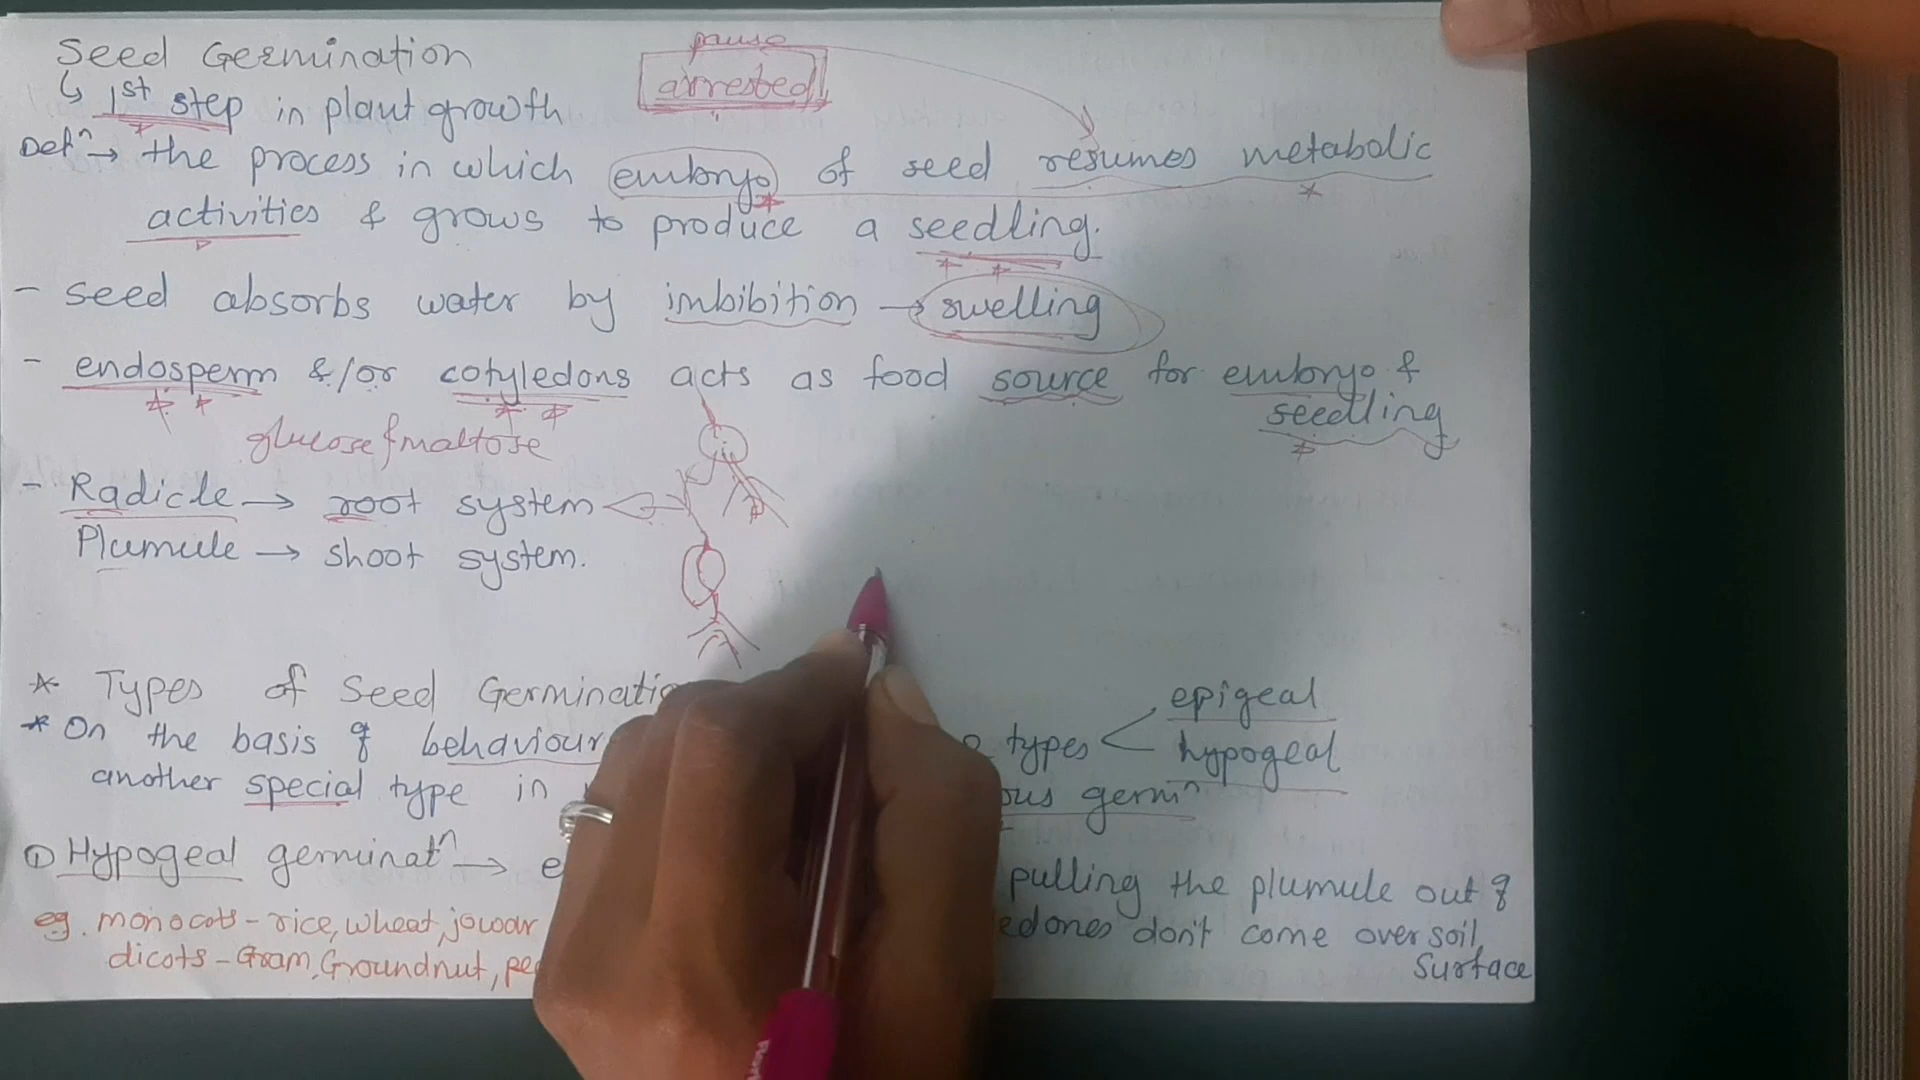 Seed Germination
pause
arrested
↳ 1st step in plant growth
Defn → the process in which embryo of seed resumes metabolic
activities & grows to produce a seedling.
- seed absorbs water by imbibition → swelling
- endosperm &/or cotyledons acts as food source for embryo &
seedling
glucose & maltose
- Radicle → root system
Plumule → shoot system.
* Types of Seed Germinatio
* On the basis of behaviour types < epigeal
hypogeal
another special type in ous germn
① Hypogeal germinatn → e pulling the plumule out of
eg. monocots - rice, wheat, jowar edones don't come over soil
surface
dicots - Gram, Groundnut, pe